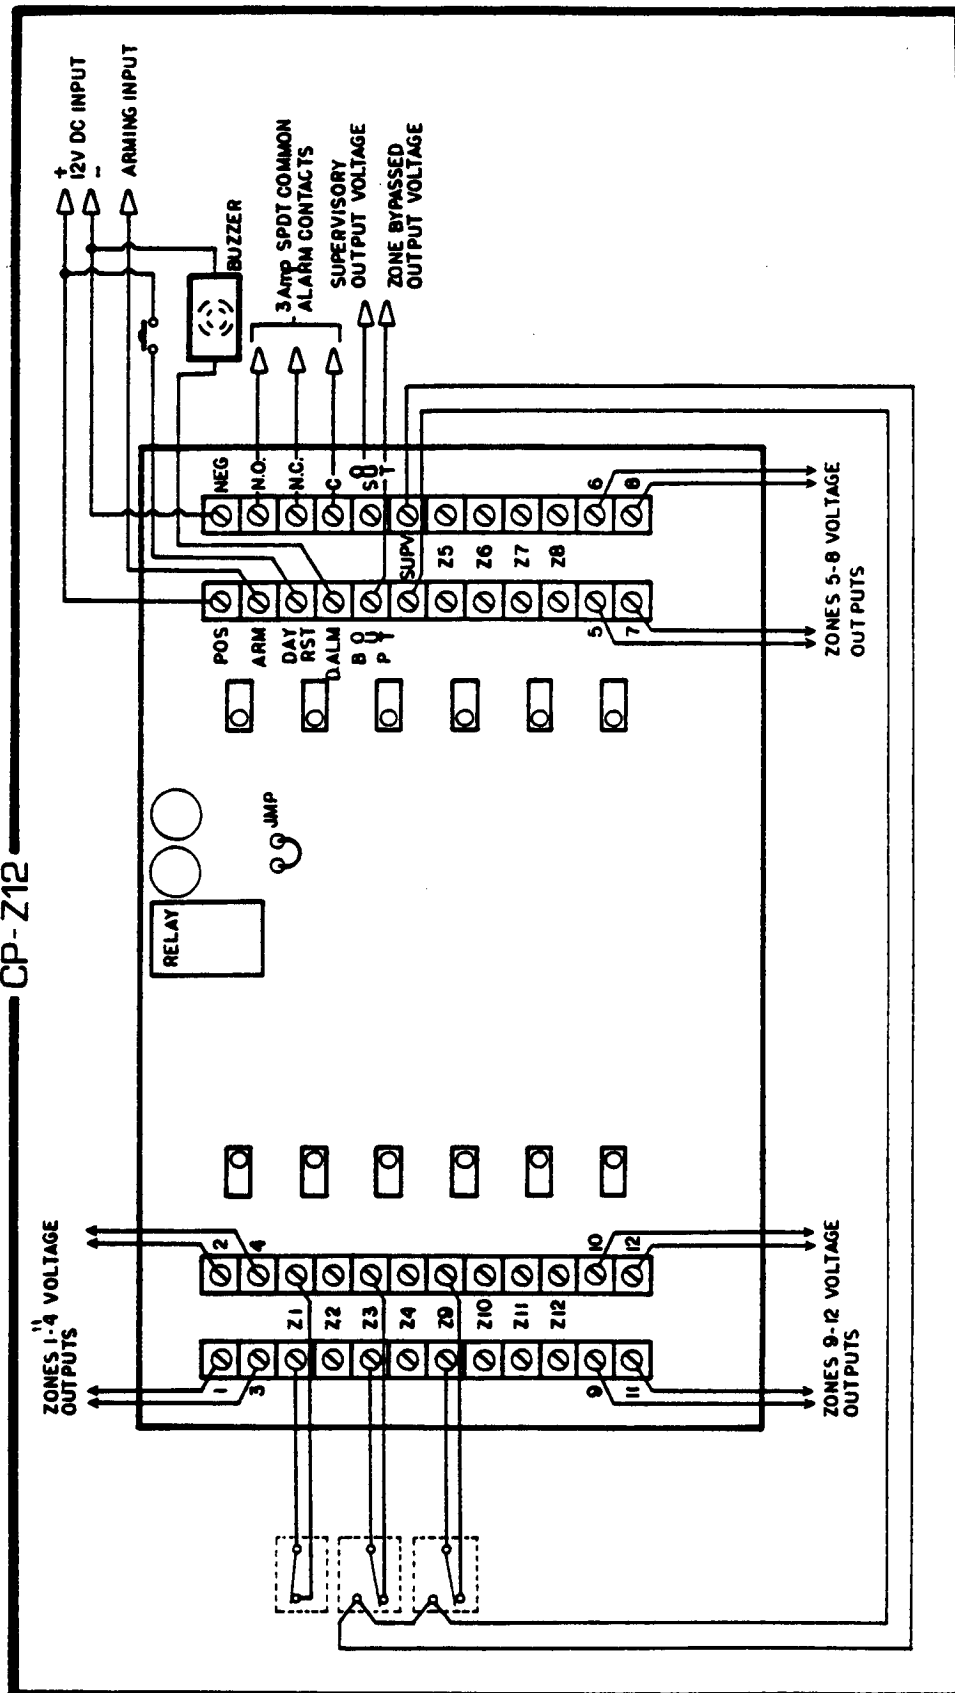 CP-Z12
+
12V DC INPUT
-
ARMING INPUT
BUZZER
3 Amp SPDT COMMON
ALARM CONTACTS
SUPERVISORY
OUTPUT VOLTAGE
ZONE BYPASSED
OUTPUT VOLTAGE
NEG
N.O.
N.C.
C
S OUT
SUPV
Z5
Z6
Z7
Z8
6
8
POS
ARM
DAY
RST
D.ALM
BP OUT
5
7
ZONES 5-8 VOLTAGE
OUTPUTS
JMP
RELAY
ZONES 1-4 VOLTAGE
"
OUTPUTS
2
4
Z1
Z2
Z3
Z4
Z9
Z10
Z11
Z12
10
12
1
3
9
11
ZONES 9-12 VOLTAGE
OUTPUTS